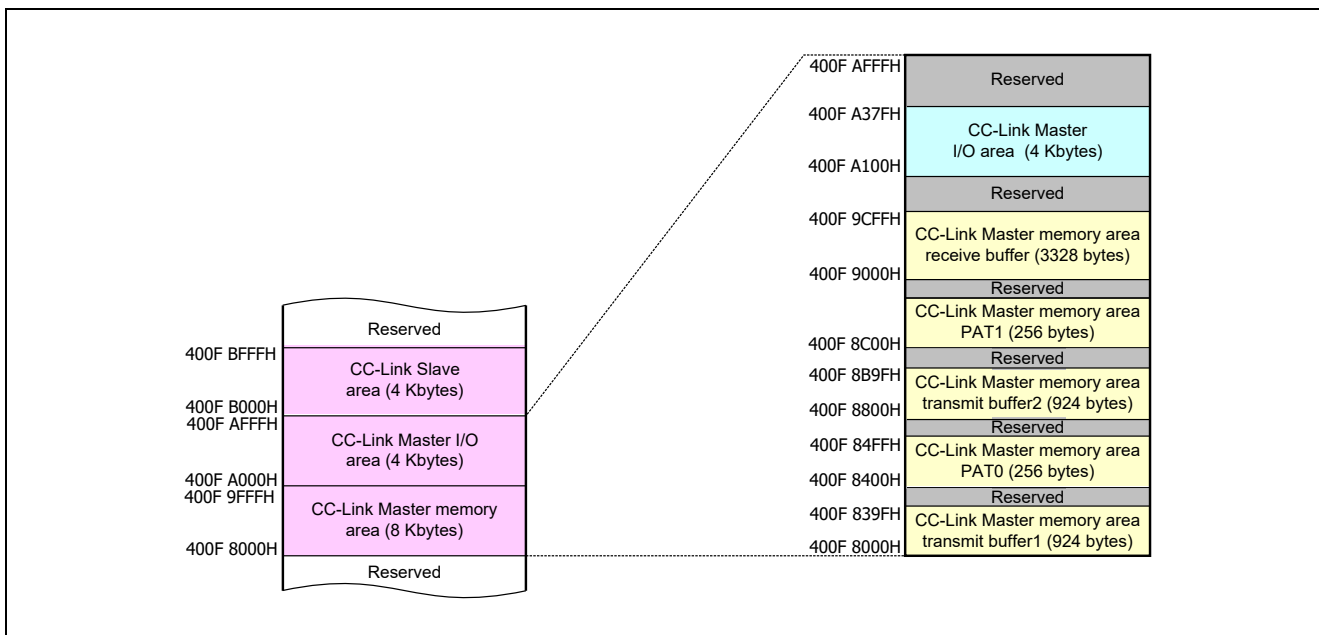 Reserved
400F BFFFH
CC-Link Slave
area (4 Kbytes)
400F B000H
400F AFFFH
CC-Link Master I/O
area (4 Kbytes)
400F A000H
400F 9FFFH
CC-Link Master memory
area (8 Kbytes)
400F 8000H
Reserved
400F AFFFH
Reserved
400F A37FH
CC-Link Master
I/O area (4 Kbytes)
400F A100H
Reserved
400F 9CFFH
CC-Link Master memory area
receive buffer (3328 bytes)
400F 9000H
Reserved
CC-Link Master memory area
PAT1 (256 bytes)
400F 8C00H
Reserved
400F 8B9FH
CC-Link Master memory area
transmit buffer2 (924 bytes)
400F 8800H
Reserved
400F 84FFH
CC-Link Master memory area
PAT0 (256 bytes)
400F 8400H
Reserved
400F 839FH
CC-Link Master memory area
transmit buffer1 (924 bytes)
400F 8000H